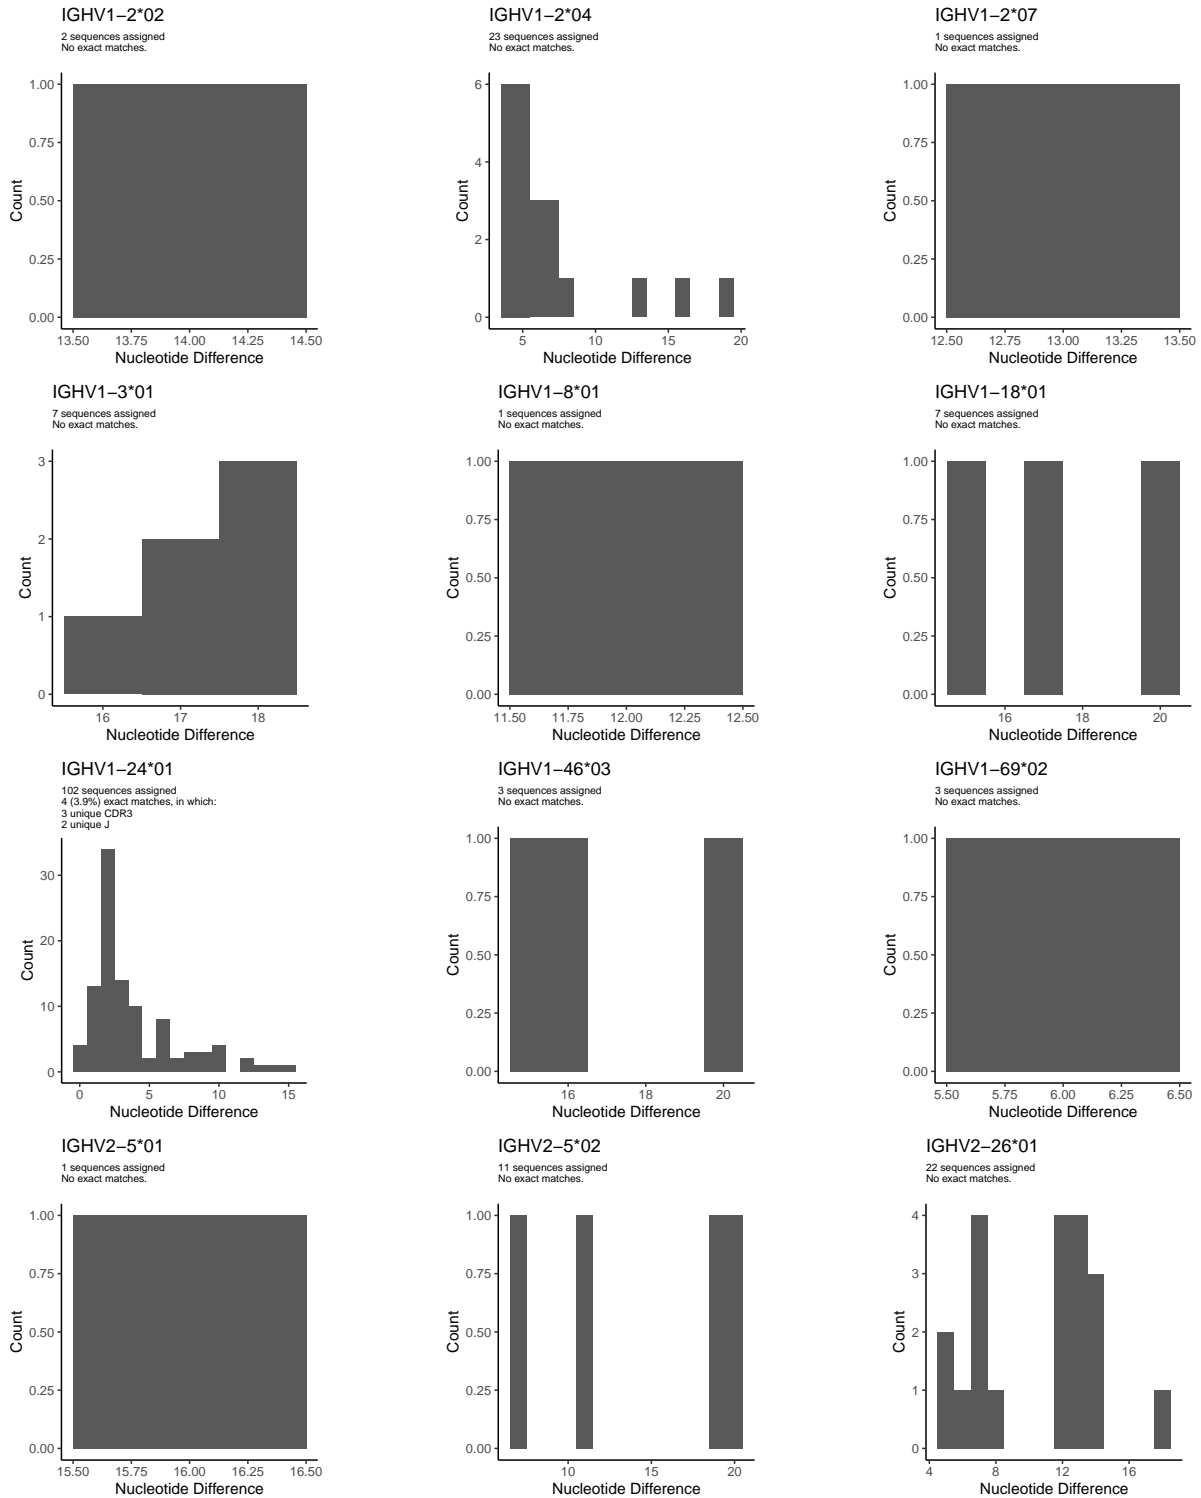 IGHV1−2*02
2 sequences assigned
No exact matches.
1.00
0.75
0.50
0.25
0.00
Count
13.50 13.75 14.00 14.25 14.50
Nucleotide Difference
IGHV1−2*04
23 sequences assigned
No exact matches.
6
4
2
0
Count
5 10 15 20
Nucleotide Difference
IGHV1−2*07
1 sequences assigned
No exact matches.
1.00
0.75
0.50
0.25
0.00
Count
12.50 12.75 13.00 13.25 13.50
Nucleotide Difference
IGHV1−3*01
7 sequences assigned
No exact matches.
3
2
1
0
Count
16 17 18
Nucleotide Difference
IGHV1−8*01
1 sequences assigned
No exact matches.
1.00
0.75
0.50
0.25
0.00
Count
11.50 11.75 12.00 12.25 12.50
Nucleotide Difference
IGHV1−18*01
7 sequences assigned
No exact matches.
1.00
0.75
0.50
0.25
0.00
Count
16 18 20
Nucleotide Difference
IGHV1−24*01
102 sequences assigned
4 (3.9%) exact matches, in which:
3 unique CDR3
2 unique J
30
20
10
0
Count
0 5 10 15
Nucleotide Difference
IGHV1−46*03
3 sequences assigned
No exact matches.
1.00
0.75
0.50
0.25
0.00
Count
16 18 20
Nucleotide Difference
IGHV1−69*02
3 sequences assigned
No exact matches.
1.00
0.75
0.50
0.25
0.00
Count
5.50 5.75 6.00 6.25 6.50
Nucleotide Difference
IGHV2−5*01
1 sequences assigned
No exact matches.
1.00
0.75
0.50
0.25
0.00
Count
15.50 15.75 16.00 16.25 16.50
Nucleotide Difference
IGHV2−5*02
11 sequences assigned
No exact matches.
1.00
0.75
0.50
0.25
0.00
Count
10 15 20
Nucleotide Difference
IGHV2−26*01
22 sequences assigned
No exact matches.
4
3
2
1
0
Count
4 8 12 16
Nucleotide Difference